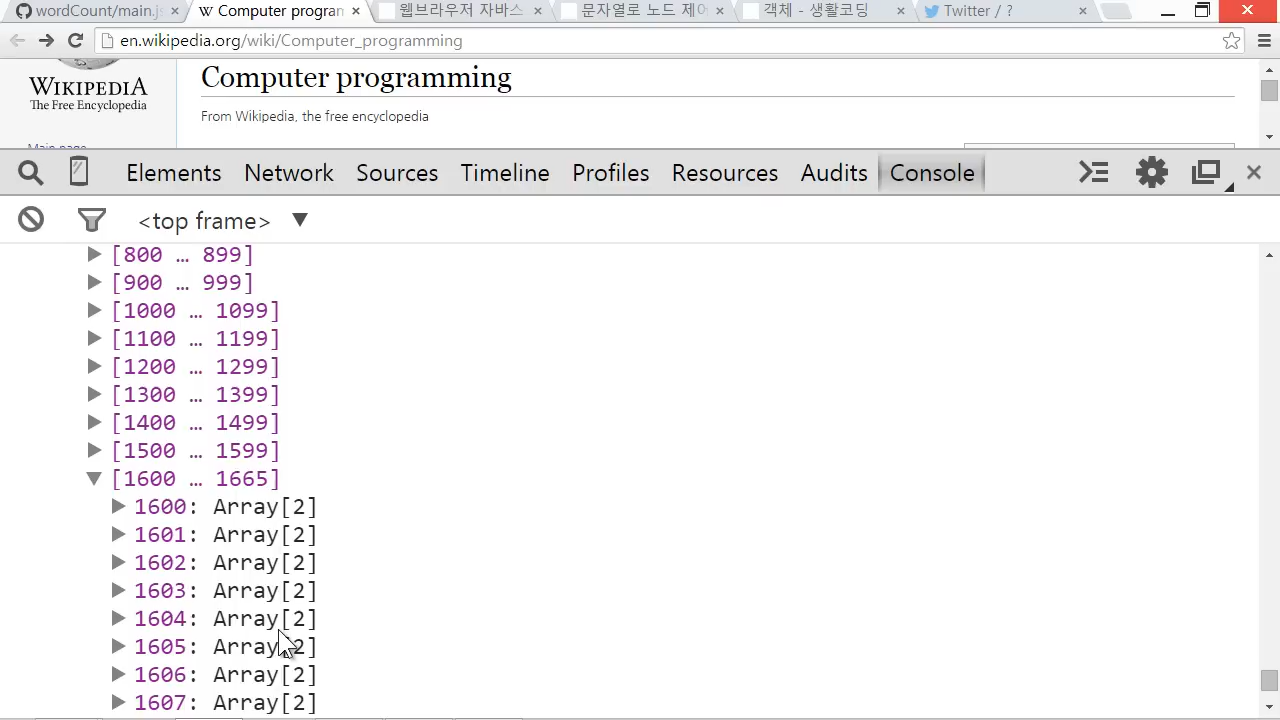 wordCount/main.js
W Computer program
웹브라우저 자바스
문자열로 노드 제어
객체 - 생활코딩
Twitter / ?
en.wikipedia.org/wiki/Computer_programming
WIKIPEDIA
The Free Encyclopedia
Main page
Computer programming
From Wikipedia, the free encyclopedia
Elements Network Sources Timeline Profiles Resources Audits Console
<top frame>
[800 … 899]
[900 … 999]
[1000 … 1099]
[1100 … 1199]
[1200 … 1299]
[1300 … 1399]
[1400 … 1499]
[1500 … 1599]
[1600 … 1665]
1600: Array[2]
1601: Array[2]
1602: Array[2]
1603: Array[2]
1604: Array[2]
1605: Array[2]
1606: Array[2]
1607: Array[2]